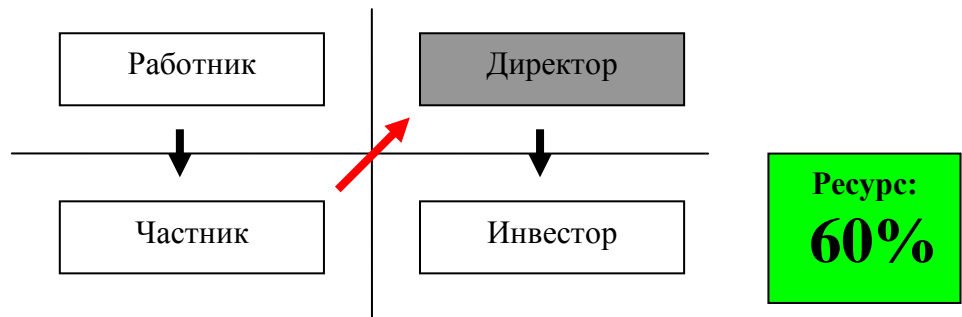 Работник
Директор
Частник
Инвестор
Ресурс:
60%